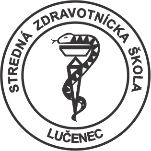 STREDNÁ ZDRAVOTNÍCKA ŠKOLA
LUČENEC